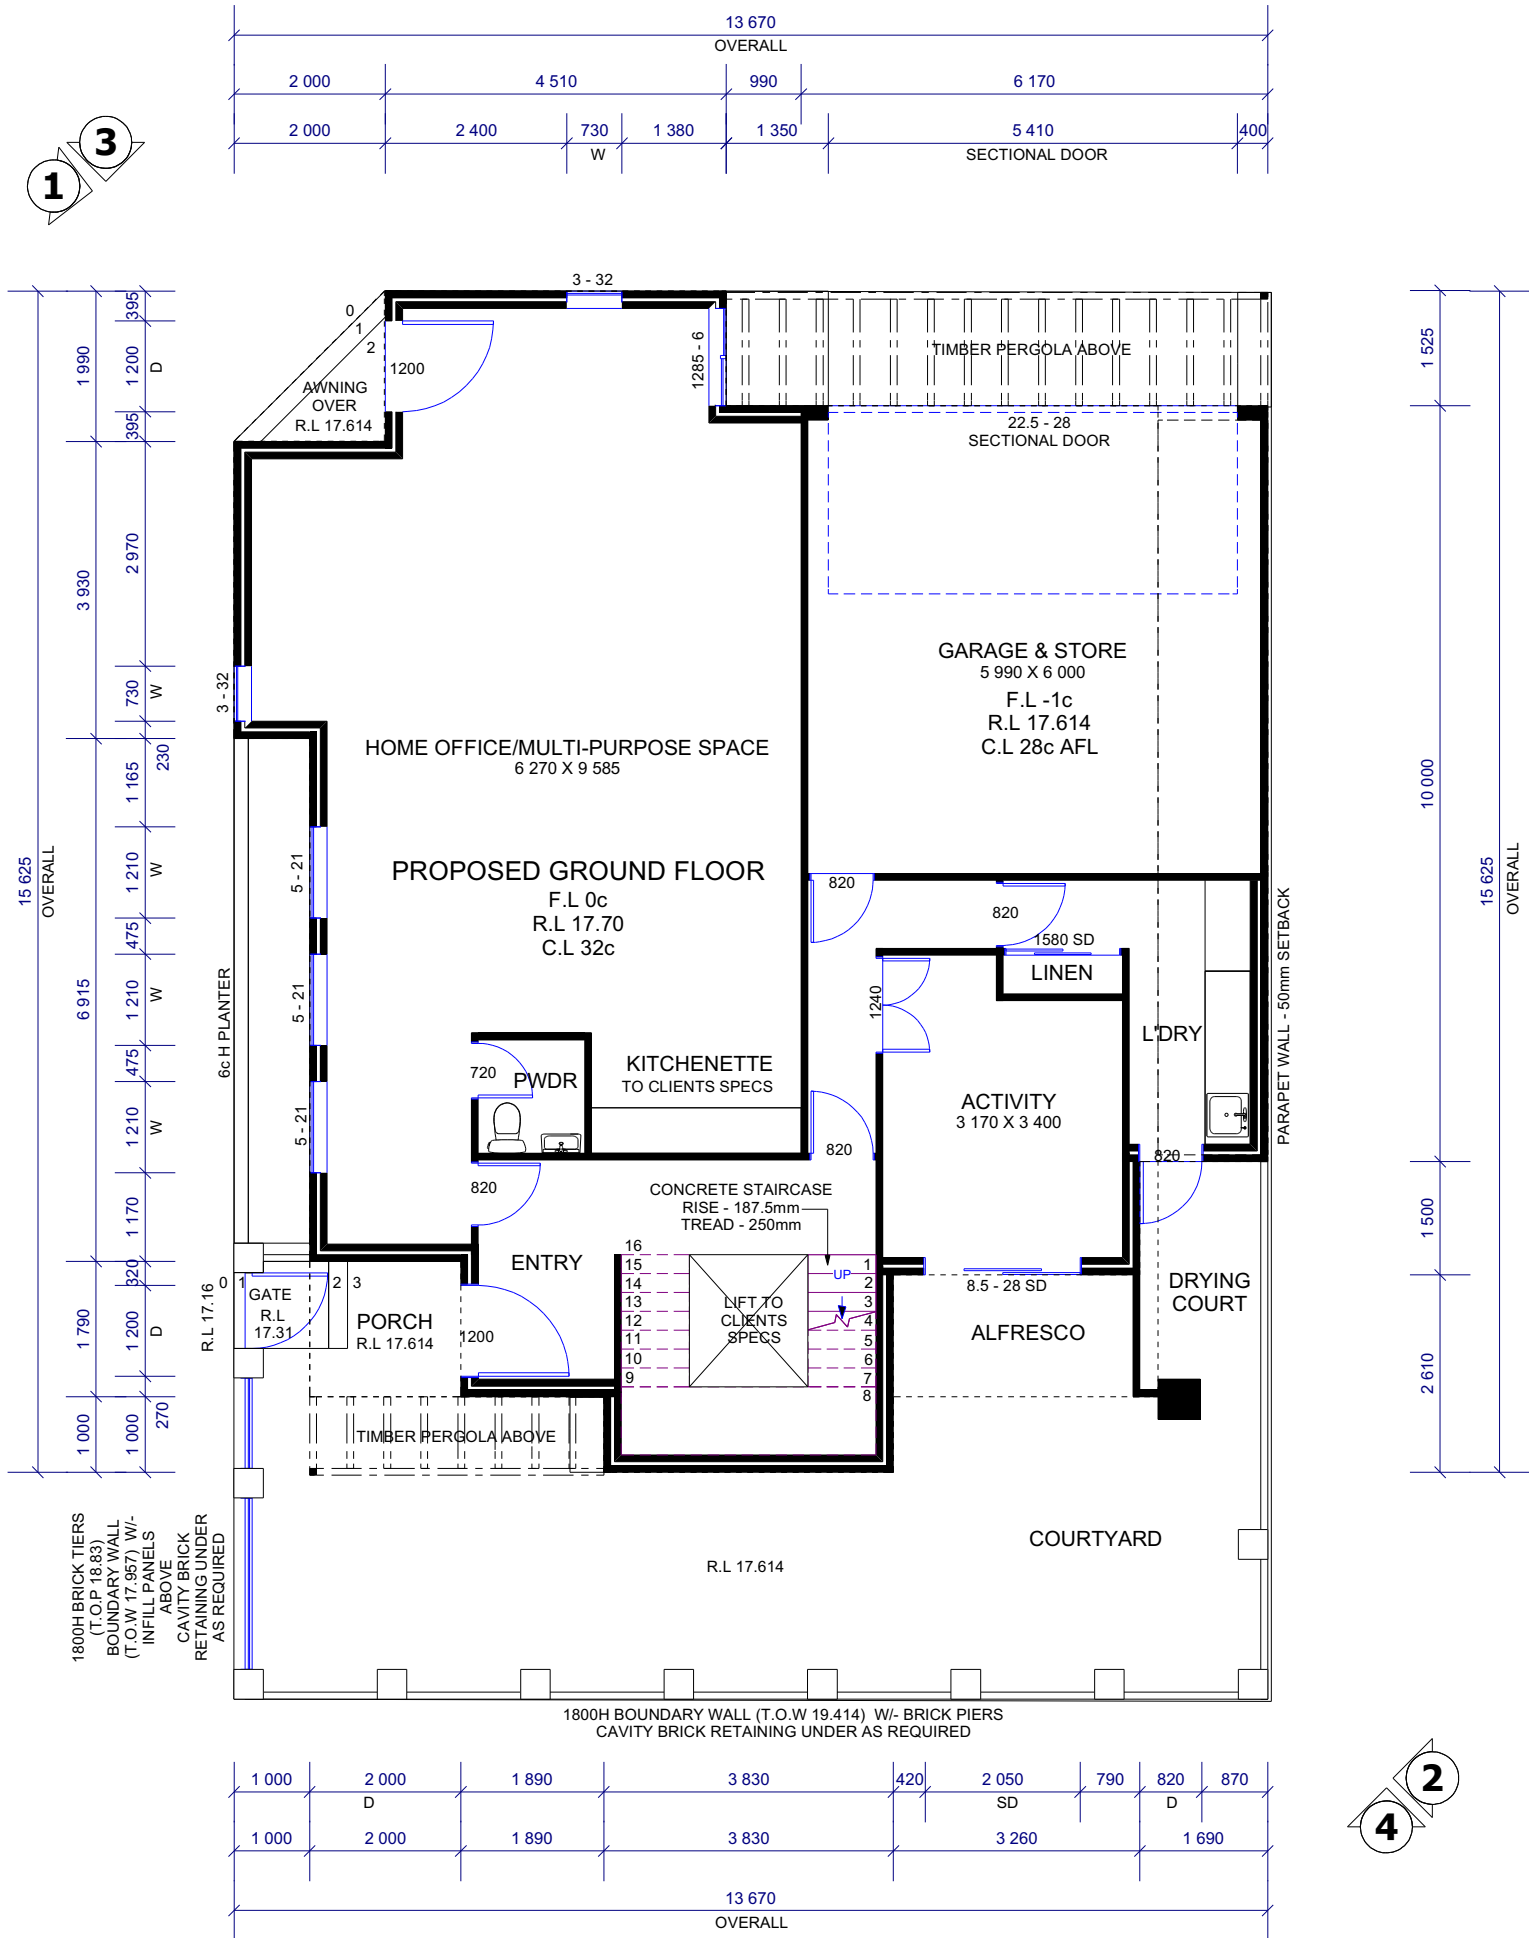 13 670
OVERALL
2 000
4 510
990
6 170
2 000
2 400
730
1 380
1 350
5 410
400
W
SECTIONAL DOOR
3
1
3 - 32
395
1 990
1 200
D
395
0
1
2
1200
AWNING
OVER
R.L 17.614
1285 - 6
TIMBER PERGOLA ABOVE
1 525
22.5 - 28
SECTIONAL DOOR
2 970
3 930
730
W
3 - 32
230
GARAGE & STORE
5 990 X 6 000
F.L -1c
R.L 17.614
C.L 28c AFL
HOME OFFICE/MULTI-PURPOSE SPACE
6 270 X 9 585
1 165
10 000
15 625
OVERALL
1 210
W
5 - 21
PROPOSED GROUND FLOOR
F.L 0c
R.L 17.70
C.L 32c
15 625
OVERALL
820
820
1580 SD
LINEN
475
6 915
1 210
W
5 - 21
6c H PLANTER
1240
L'DRY
PARAPET WALL - 50mm SETBACK
475
720
PWDR
KITCHENETTE
TO CLIENTS SPECS
ACTIVITY
3 170 X 3 400
1 210
W
5 - 21
820
820
820
1 170
CONCRETE STAIRCASE
RISE - 187.5mm
TREAD - 250mm
1 500
ENTRY
16
15
14
13
12
11
10
9
1
2
3
4
5
6
7
8
UP
LIFT TO
CLIENTS
SPECS
8.5 - 28 SD
DRYING
COURT
ALFRESCO
320
1 790
1 200
D
R.L 17.16
0
1
2
3
GATE
R.L
17.31
PORCH
R.L 17.614
1200
2 610
270
1 000
1 000
TIMBER PERGOLA ABOVE
1800H BRICK TIERS
(T.O.P 18.83)
BOUNDARY WALL
(T.O.W 17.957) W/-
INFILL PANELS
ABOVE
CAVITY BRICK
RETAINING UNDER
AS REQUIRED
COURTYARD
R.L 17.614
1800H BOUNDARY WALL (T.O.W 19.414) W/- BRICK PIERS
CAVITY BRICK RETAINING UNDER AS REQUIRED
1 000
2 000
1 890
3 830
420
2 050
790
820
870
D
SD
D
1 000
2 000
1 890
3 830
3 260
1 690
13 670
OVERALL
2
4